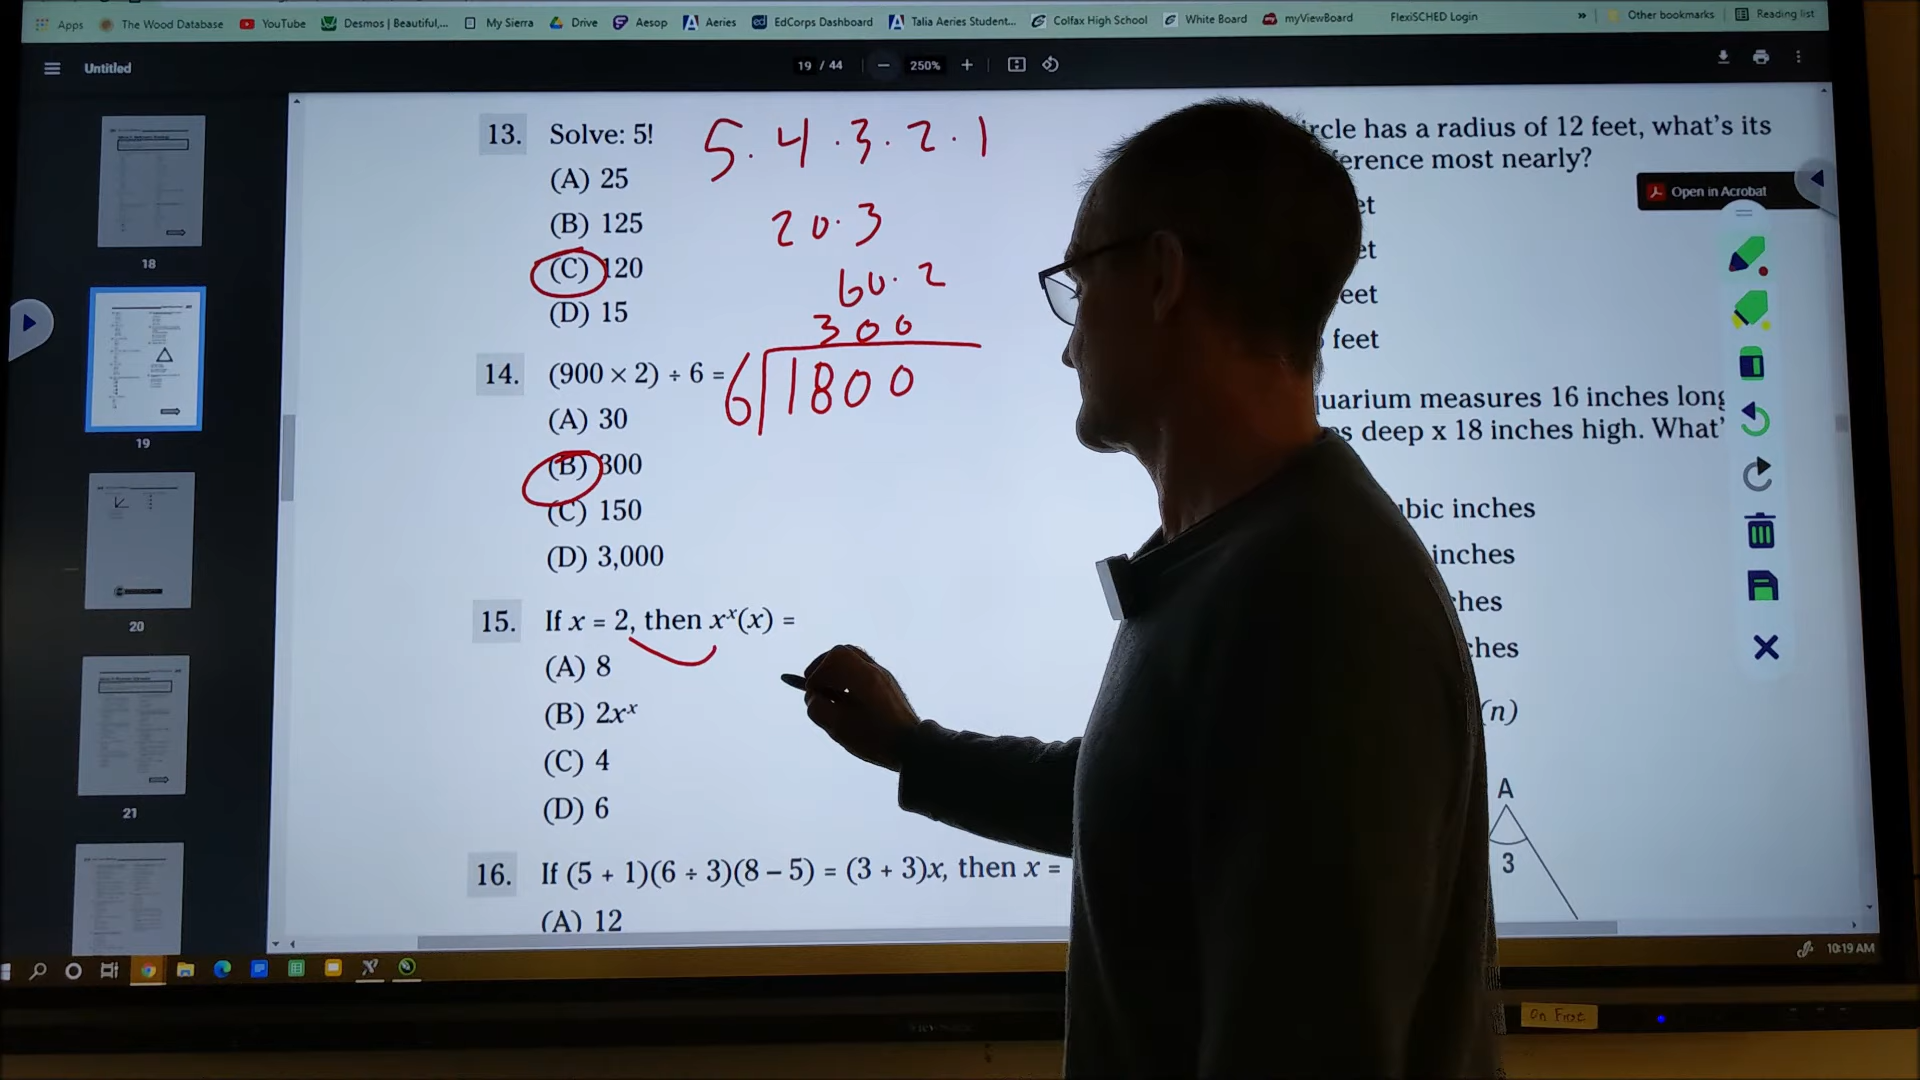 Apps The Wood Database YouTube Desmos | Beautiful,... My Sierra Drive Aesop Aeries EdCorps Dashboard Talia Aeries Student... Colfax High School White Board myViewBoard FlexiSCHED Login » Other bookmarks Reading list
Untitled 19 / 44 — 250% +
Open in Acrobat
18
19
20
21
13. Solve: 5! 5 · 4 · 3 · 2 · 1
(A) 25
(B) 125 20 · 3
(C) 120 60 · 2
(D) 15
300
14. (900 × 2) ÷ 6 = 6 1800
(A) 30
(B) 300
(C) 150
(D) 3,000
15. If x = 2, then xˣ(x) =
(A) 8
(B) 2xˣ
(C) 4
(D) 6
16. If (5 + 1)(6 ÷ 3)(8 – 5) = (3 + 3)x, then x =
(A) 12
has a radius of 12 feet, what's its
most nearly?
feet
measures 16 inches long
deep x 18 inches high.
inches
inches
(n)
A
3
10:19 AM
On First